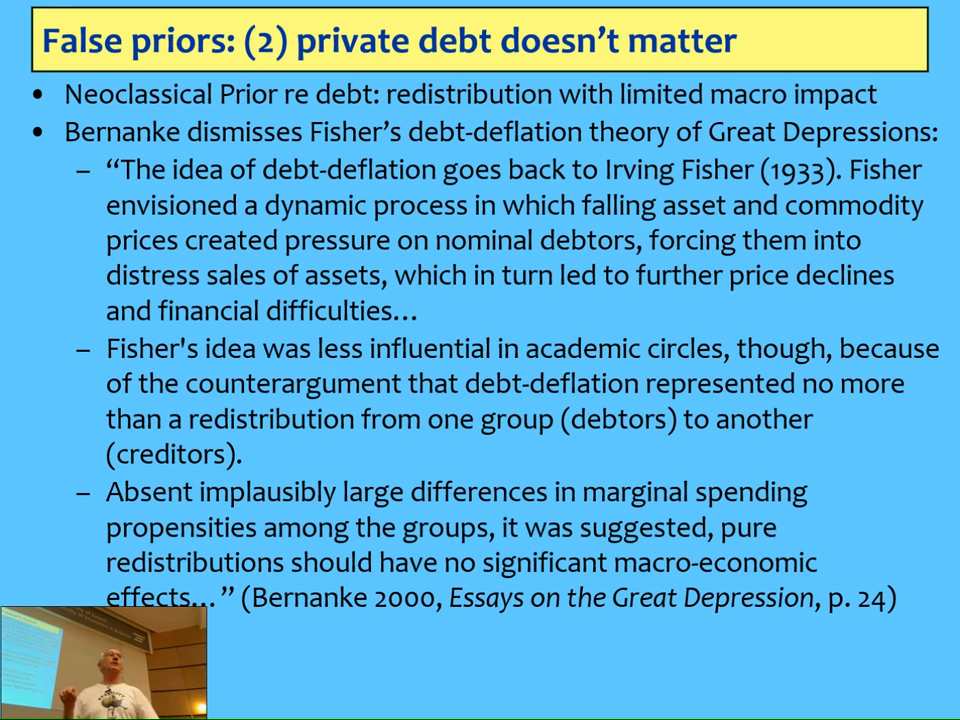 False priors: (2) private debt doesn’t matter
• Neoclassical Prior re debt: redistribution with limited macro impact
• Bernanke dismisses Fisher’s debt-deflation theory of Great Depressions:
– “The idea of debt-deflation goes back to Irving Fisher (1933). Fisher
envisioned a dynamic process in which falling asset and commodity
prices created pressure on nominal debtors, forcing them into
distress sales of assets, which in turn led to further price declines
and financial difficulties…
– Fisher's idea was less influential in academic circles, though, because
of the counterargument that debt-deflation represented no more
than a redistribution from one group (debtors) to another
(creditors).
– Absent implausibly large differences in marginal spending
propensities among the groups, it was suggested, pure
redistributions should have no significant macro-economic
effects…” (Bernanke 2000, Essays on the Great Depression, p. 24)